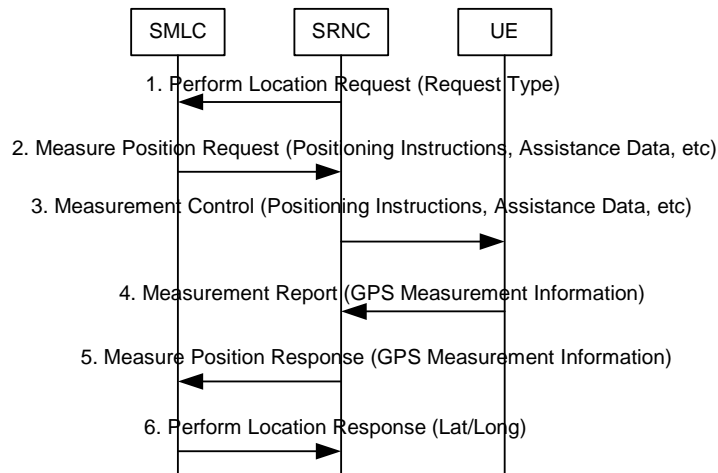 SMLC SRNC UE
1. Perform Location Request (Request Type)
2. Measure Position Request (Positioning Instructions, Assistance Data, etc)
3. Measurement Control (Positioning Instructions, Assistance Data, etc)
4. Measurement Report (GPS Measurement Information)
5. Measure Position Response (GPS Measurement Information)
6. Perform Location Response (Lat/Long)